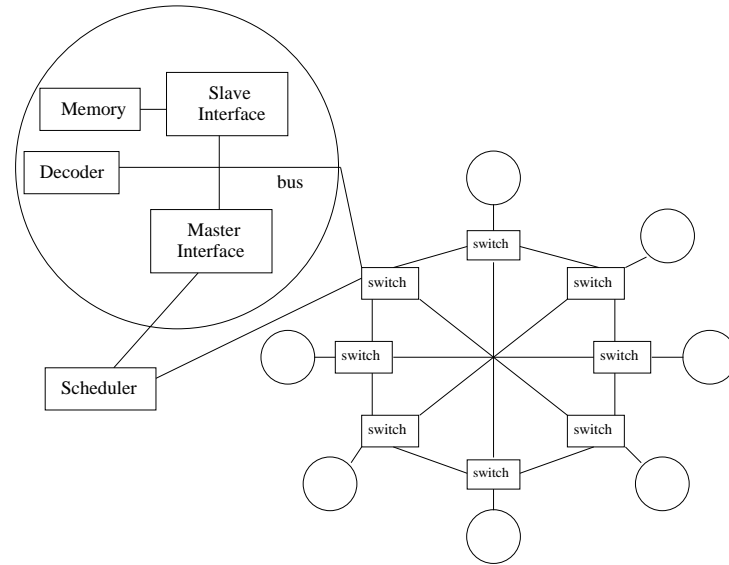 Slave
Interface
Memory
Decoder
bus
Master
Interface
Scheduler
switch
switch
switch
switch
switch
switch
switch
switch